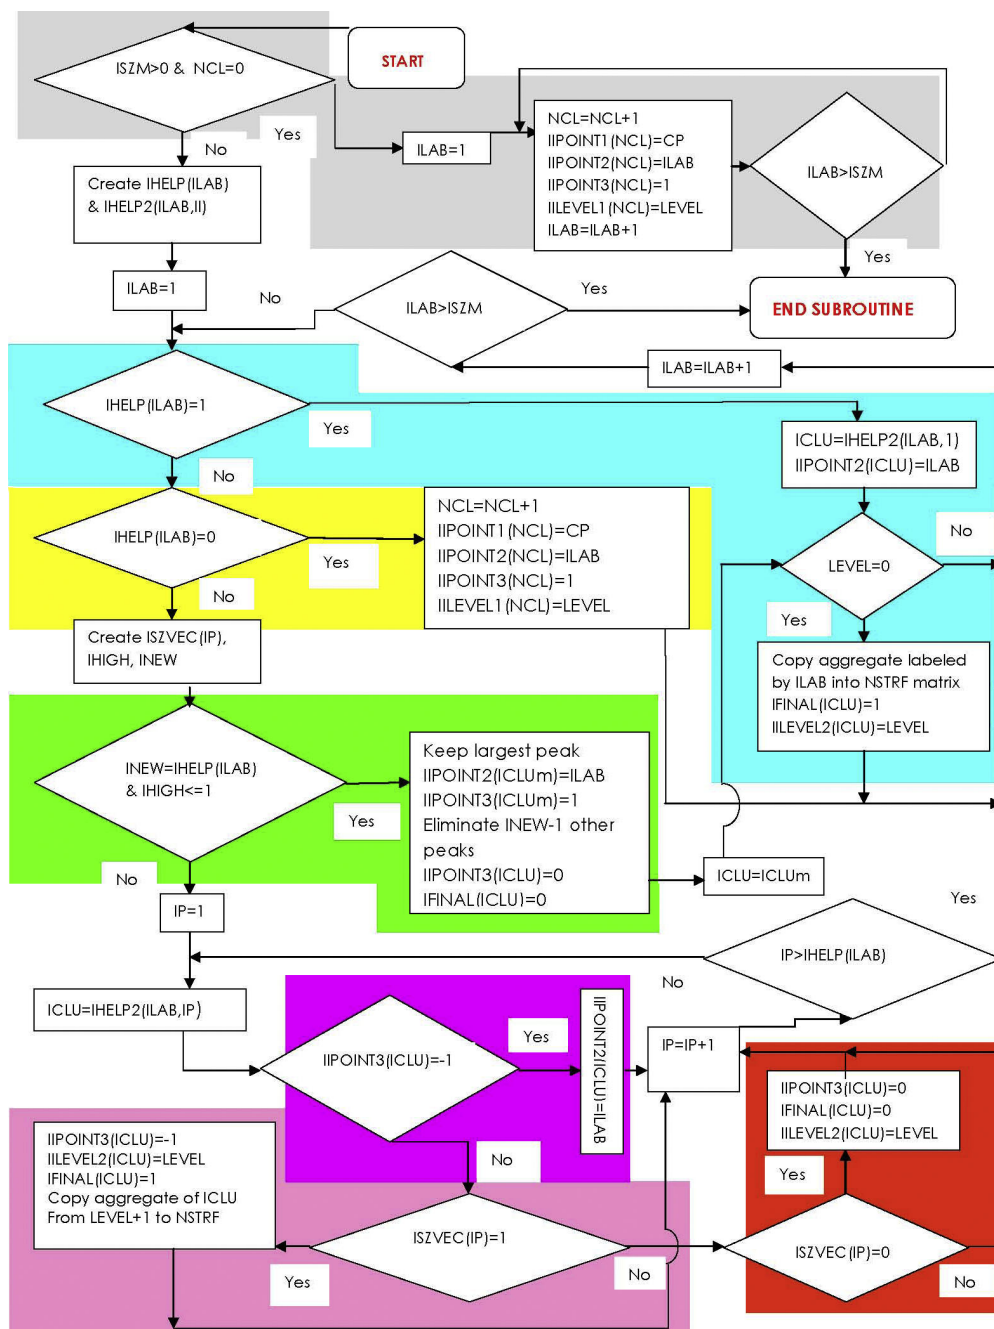 START
ISZM>0 & NCL=0
Yes
No
ILAB=1
NCL=NCL+1
IIPOINT1(NCL)=CP
IIPOINT2(NCL)=ILAB
IIPOINT3(NCL)=1
IILEVEL1(NCL)=LEVEL
ILAB=ILAB+1
ILAB>ISZM
Yes
Create IHELP(ILAB)
& IHELP2(ILAB,II)
ILAB=1
No
ILAB>ISZM
Yes
END SUBROUTINE
ILAB=ILAB+1
IHELP(ILAB)=1
Yes
No
ICLU=IHELP2(ILAB,1)
IIPOINT2(ICLU)=ILAB
IHELP(ILAB)=0
Yes
No
NCL=NCL+1
IIPOINT1(NCL)=CP
IIPOINT2(NCL)=ILAB
IIPOINT3(NCL)=1
IILEVEL1(NCL)=LEVEL
LEVEL=0
No
Yes
Copy aggregate labeled
by ILAB into NSTRF matrix
IFINAL(ICLU)=1
IILEVEL2(ICLU)=LEVEL
Create ISZVEC(IP),
IHIGH, INEW
INEW=IHELP(ILAB)
& IHIGH<=1
Yes
No
Keep largest peak
IIPOINT2(ICLUm)=ILAB
IIPOINT3(ICLUm)=1
Eliminate INEW-1 other
peaks
IIPOINT3(ICLU)=0
IFINAL(ICLU)=0
ICLU=ICLUm
IP=1
Yes
IP>IHELP(ILAB)
No
ICLU=IHELP2(ILAB,IP)
IIPOINT3(ICLU)=-1
Yes
No
IIPOINT2(ICLU)=ILAB
IP=IP+1
IIPOINT3(ICLU)=0
IFINAL(ICLU)=0
IILEVEL2(ICLU)=LEVEL
Yes
IIPOINT3(ICLU)=-1
IILEVEL2(ICLU)=LEVEL
IFINAL(ICLU)=1
Copy aggregate of ICLU
From LEVEL+1 to NSTRF
ISZVEC(IP)=1
Yes
No
ISZVEC(IP)=0
No